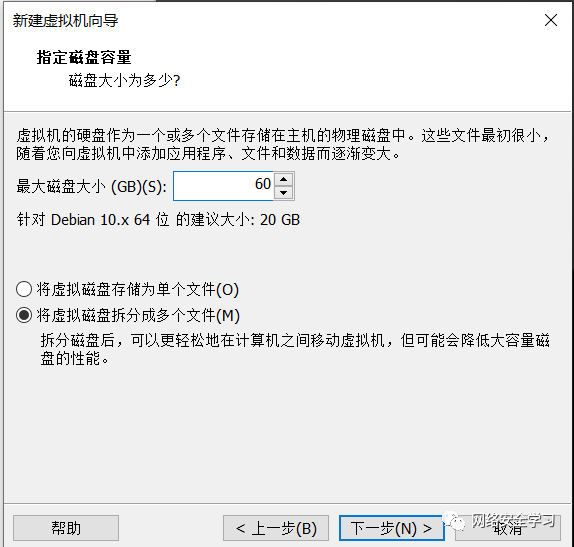 新建虚拟机向导
指定磁盘容量
磁盘大小为多少?
虚拟机的硬盘作为一个或多个文件存储在主机的物理磁盘中。这些文件最初很小，
随着您向虚拟机中添加应用程序、文件和数据而逐渐变大。
最大磁盘大小 (GB)(S): 60
针对 Debian 10.x 64 位 的建议大小: 20 GB
将虚拟磁盘存储为单个文件(O)
将虚拟磁盘拆分成多个文件(M)
拆分磁盘后，可以更轻松地在计算机之间移动虚拟机，但可能会降低大容量磁
盘的性能。
帮助 < 上一步(B) 下一步(N) > 取消
网络安全学习